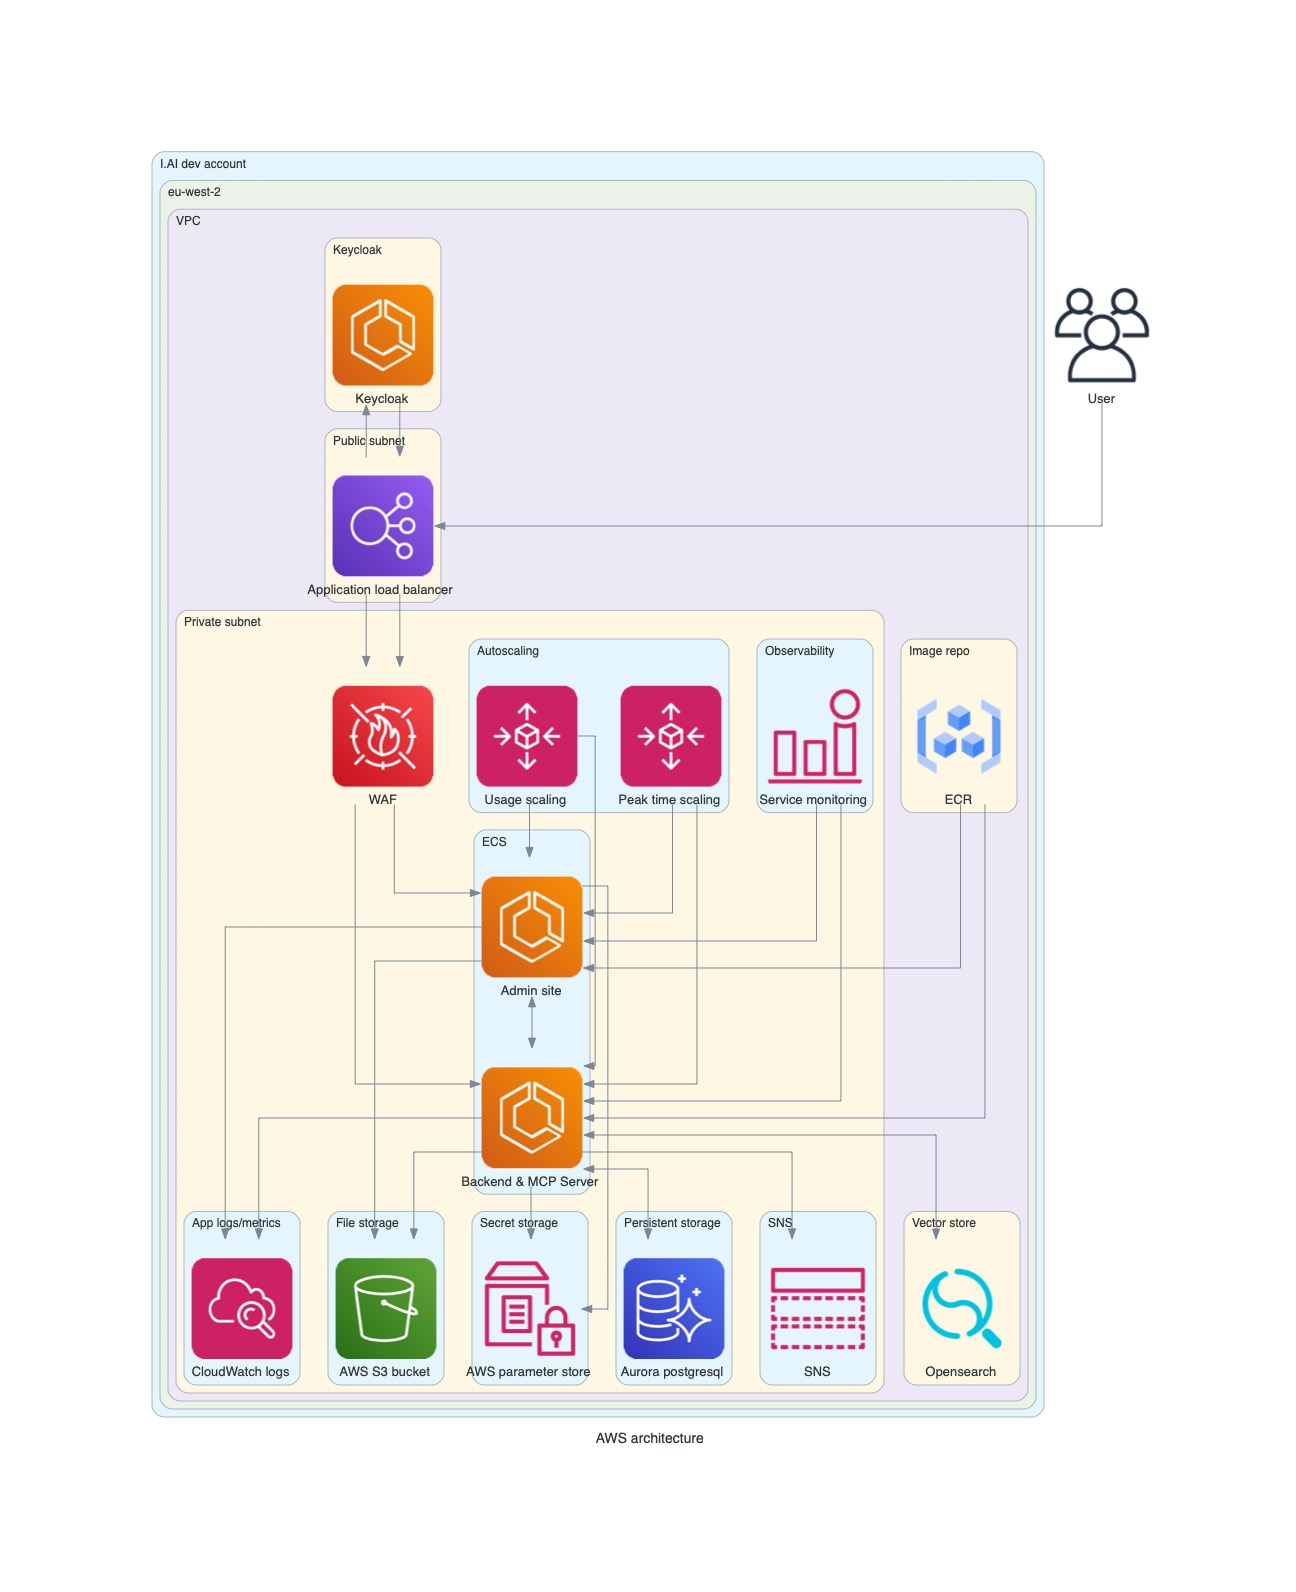 I.AI dev account
eu-west-2
VPC
Keycloak
Keycloak
User
Public subnet
Application load balancer
Private subnet
Autoscaling
Observability
Image repo
WAF
Usage scaling
Peak time scaling
Service monitoring
ECR
ECS
Admin site
Backend & MCP Server
App logs/metrics
File storage
Secret storage
Persistent storage
SNS
Vector store
CloudWatch logs
AWS S3 bucket
AWS parameter store
Aurora postgresql
SNS
Opensearch
AWS architecture